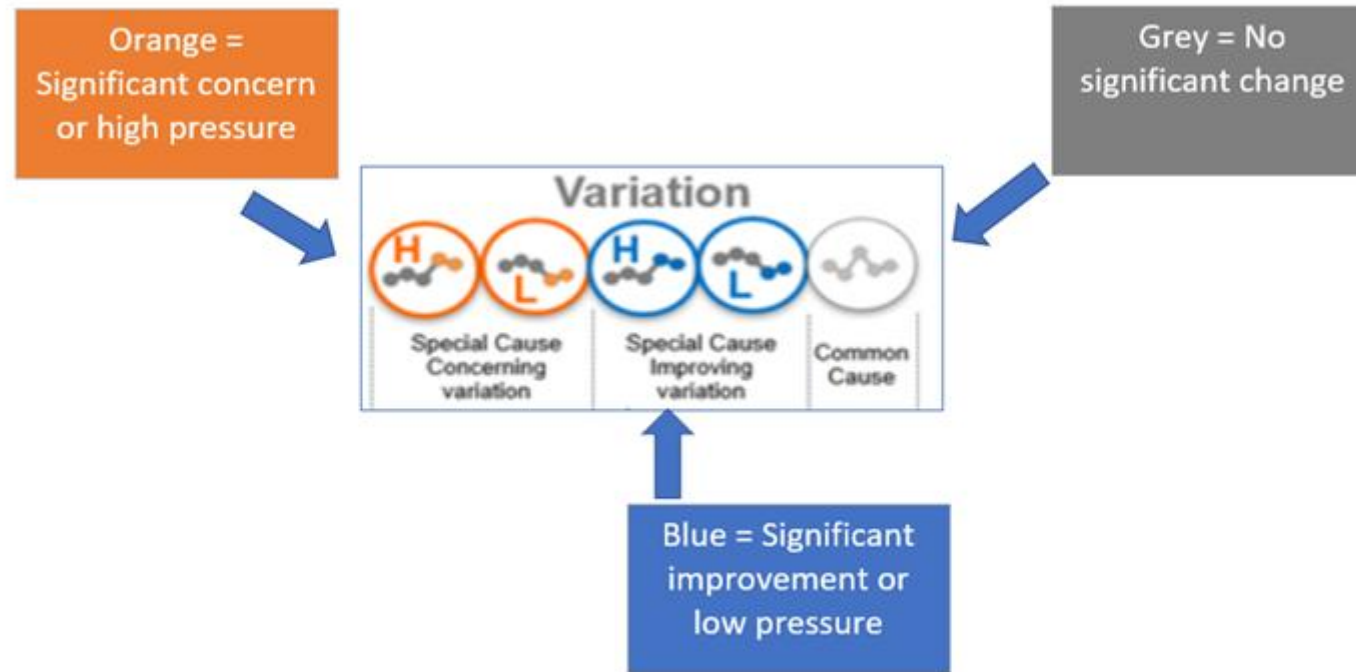 Orange =
Significant concern
or high pressure
Grey = No
significant change
Variation
H
L
H
L
Special Cause
Concerning
variation
Special Cause
Improving
variation
Common
Cause
Blue = Significant
improvement or
low pressure